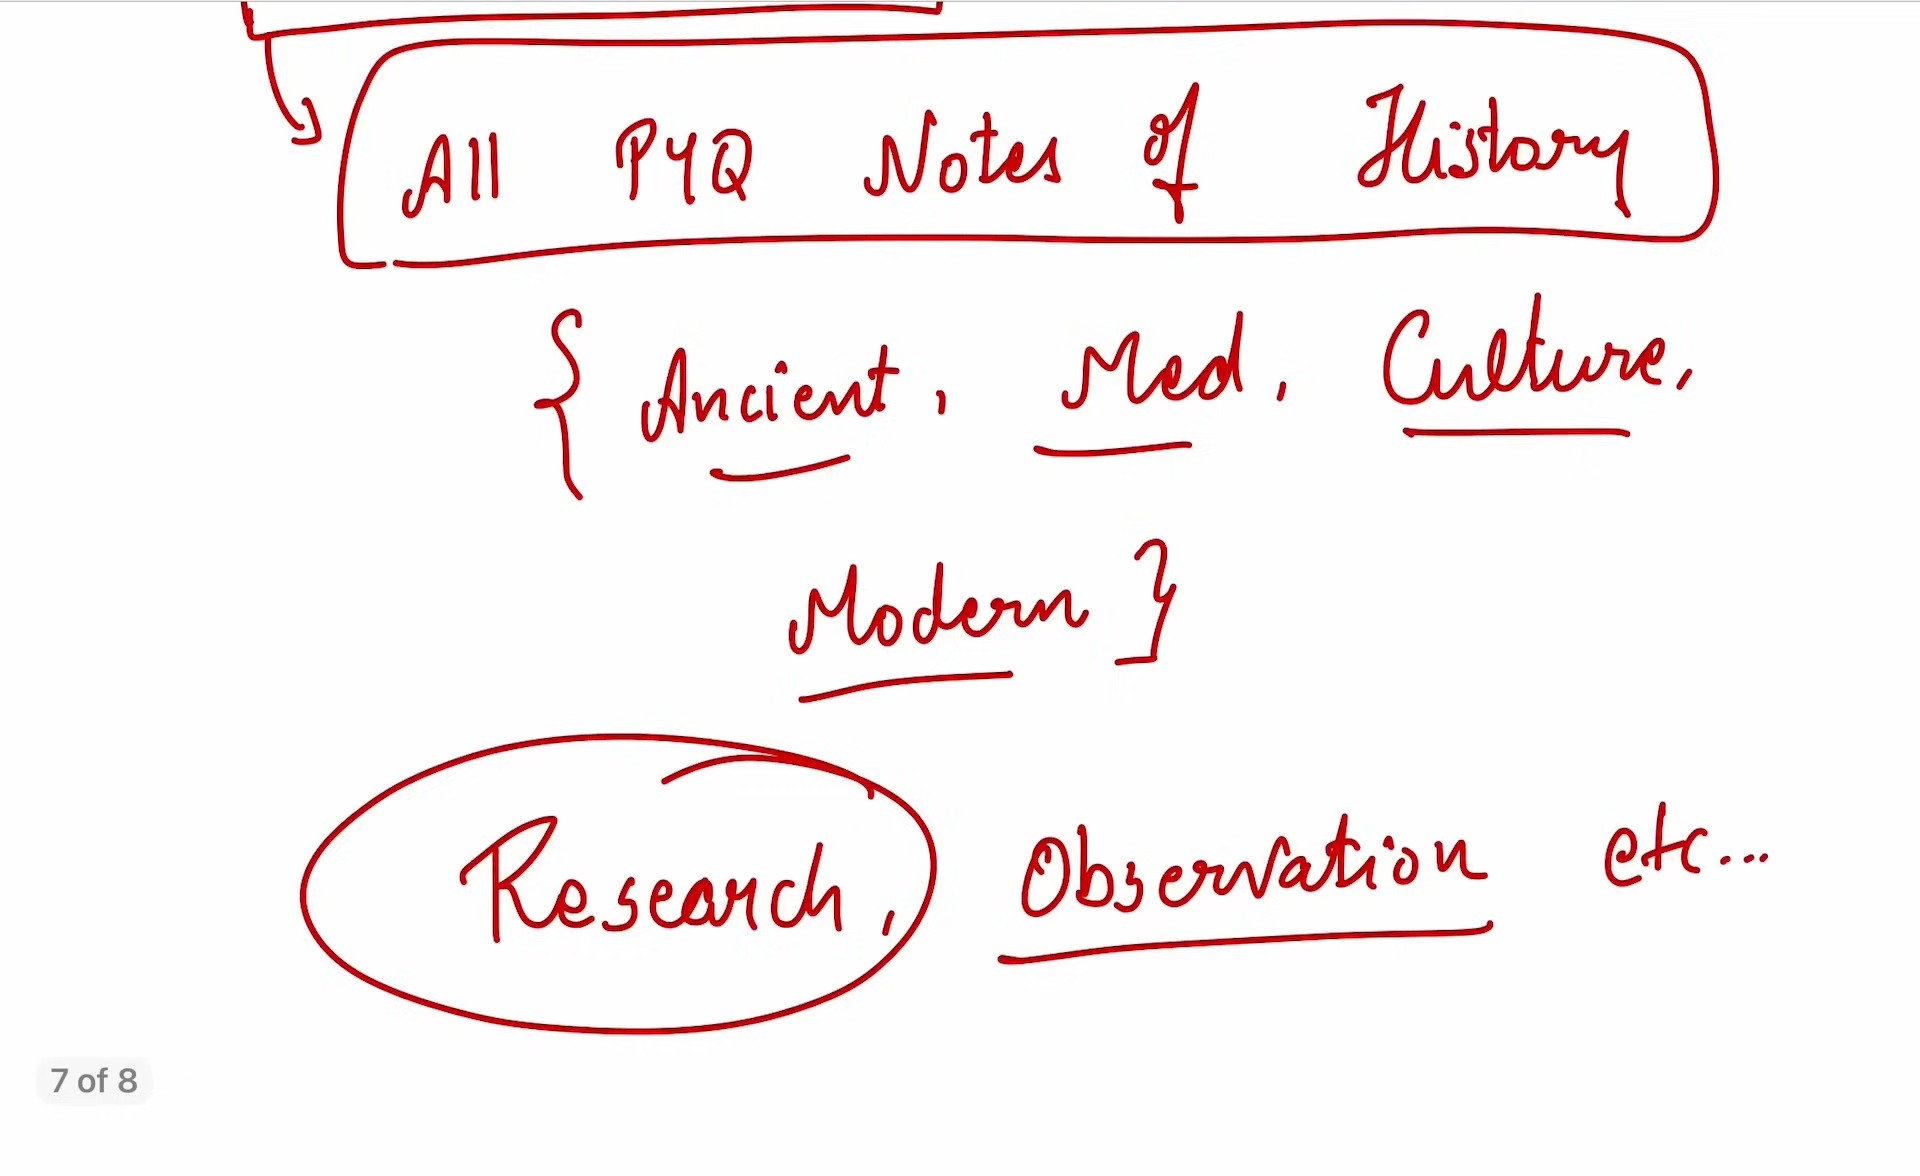 All PYQ Notes of History
{ Ancient, Med, Culture,
Modern }
Research, Observation etc...
7 of 8